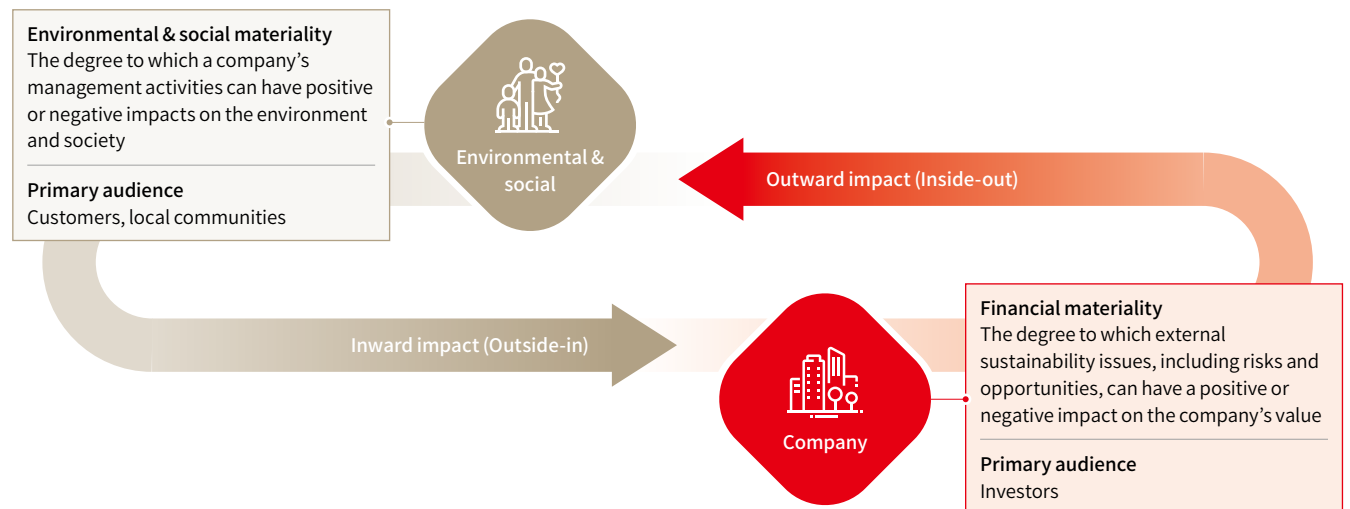 Environmental & social materiality
The degree to which a company’s
management activities can have positive
or negative impacts on the environment
and society
Primary audience
Customers, local communities
Environmental &
social
Outward impact (Inside-out)
Inward impact (Outside-in)
Company
Financial materiality
The degree to which external
sustainability issues, including risks and
opportunities, can have a positive or
negative impact on the company’s value
Primary audience
Investors